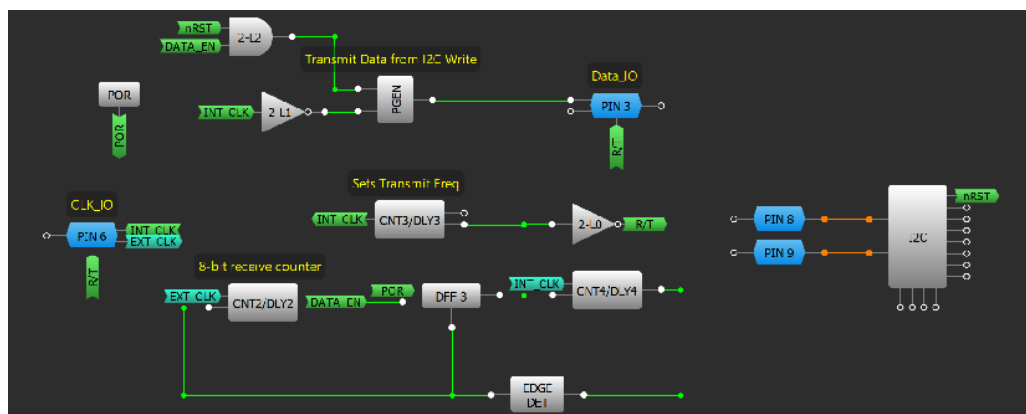 nRST
DATA_EN
2-L2
Transmit Data from I2C Write
Data_IO
POR
INT CLK
2-L1
PGEN
PIN 3
POR
R/T
Sets Transmit Freq
CLK_IO
INT CLK
CNT3/DLY3
2-L0
R/T
nRST
PIN 8
I2C
PIN 6
INT CLK
EXT CLK
PIN 9
R/T
8-bit receive counter
EXT CLK
CNT2/DLY2
DATA EN
POR
DFF 3
INT CLK
CNT4/DLY4
EDGE
DET